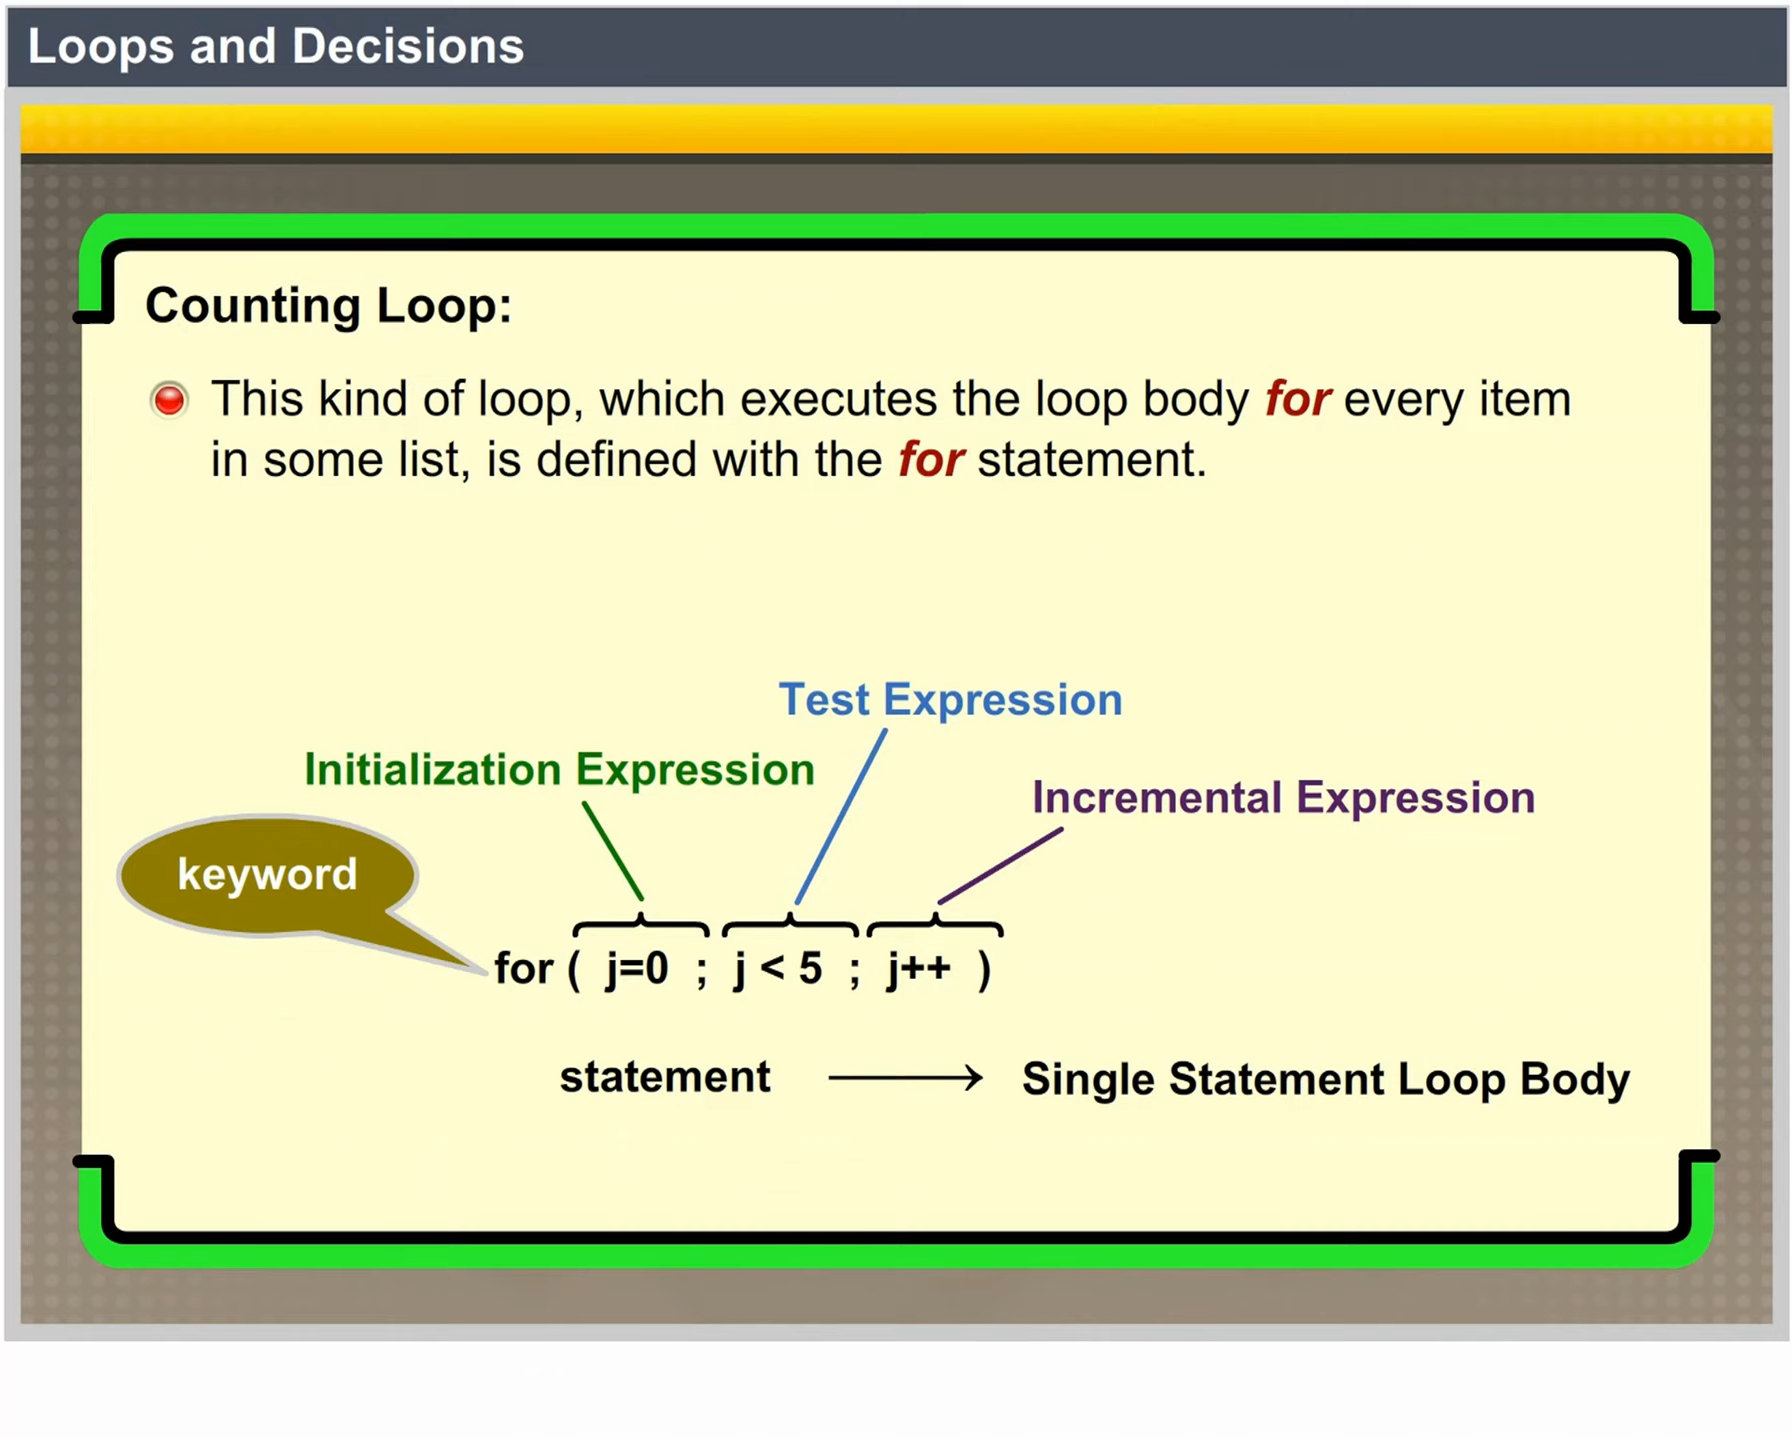 Loops and Decisions
Counting Loop:
This kind of loop, which executes the loop body for every item
in some list, is defined with the for statement.
Test Expression
Initialization Expression
Incremental Expression
keyword
for ( j=0 ; j < 5 ; j++ )
statement
Single Statement Loop Body